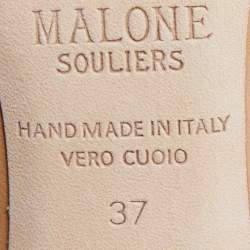 MALONE
SOULIERS
HAND MADE IN ITALY
VERO CUOIO
37